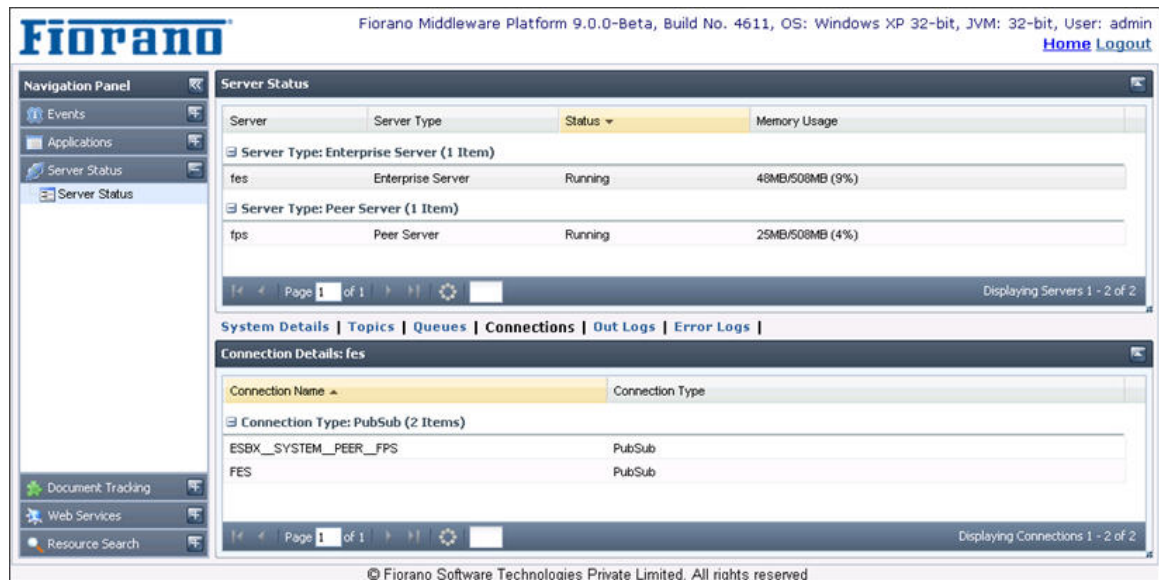 Fiorano
Fiorano Middleware Platform 9.0.0-Beta, Build No. 4611, OS: Windows XP 32-bit, JVM: 32-bit, User: admin
Home Logout
Navigation Panel
Events
Applications
Server Status
Server Status
Document Tracking
Web Services
Resource Search
Server Status
Server Server Type Status Memory Usage
Server Type: Enterprise Server (1 Item)
fes Enterprise Server Running 48MB/508MB (9%)
Server Type: Peer Server (1 Item)
fps Peer Server Running 25MB/508MB (4%)
Page 1 of 1 Displaying Servers 1 - 2 of 2
System Details | Topics | Queues | Connections | Out Logs | Error Logs |
Connection Details: fes
Connection Name Connection Type
Connection Type: PubSub (2 Items)
ESBX__SYSTEM__PEER__FPS PubSub
FES PubSub
Page 1 of 1 Displaying Connections 1 - 2 of 2
© Fiorano Software Technologies Private Limited. All rights reserved